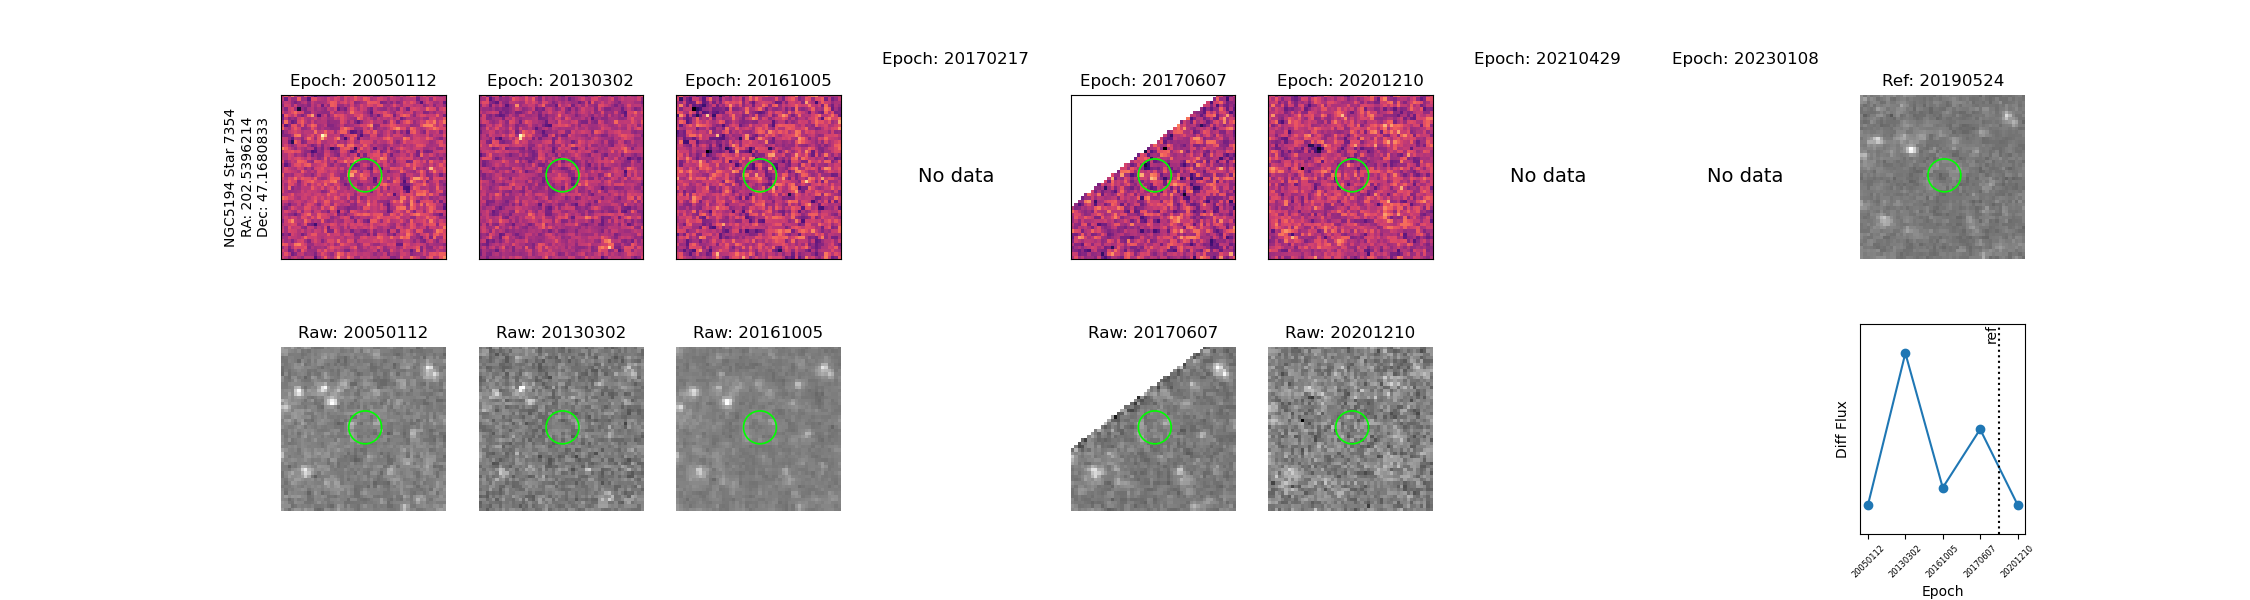 NGC5194 Star 7354
RA: 202.5396214
Dec: 47.1680833
Epoch: 20050112
Epoch: 20130302
Epoch: 20161005
Epoch: 20170217
No data
Epoch: 20170607
Epoch: 20201210
Epoch: 20210429
No data
Epoch: 20230108
No data
Ref: 20190524
Raw: 20050112
Raw: 20130302
Raw: 20161005
Raw: 20170607
Raw: 20201210
ref
Diff Flux
20050112
20130302
20161005
20170607
20201210
Epoch